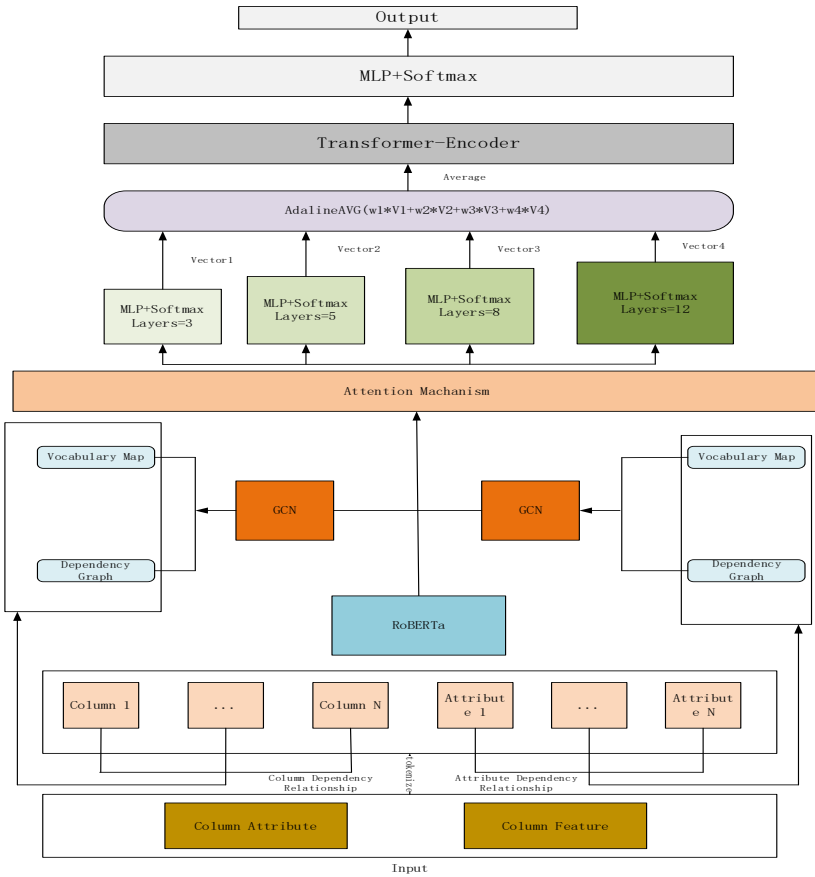 Output
MLP+Softmax
Transformer-Encoder
Average
AdalineAVG(w1*V1+w2*V2+w3*V3+w4*V4)
Vector1
Vector2
Vector3
Vector4
MLP+Softmax
Layers=3
MLP+Softmax
Layers=5
MLP+Softmax
Layers=8
MLP+Softmax
Layers=12
Attention Machanism
Vocabulary Map
Dependency
Graph
GCN
GCN
Vocabulary Map
Dependency
Graph
RoBERTa
Column 1
...
Column N
Attribut
e 1
...
Attribut
e N
Column Dependency
Relationship
tokenize
Attribute Dependency
Relationship
Column Attribute
Column Feature
Input